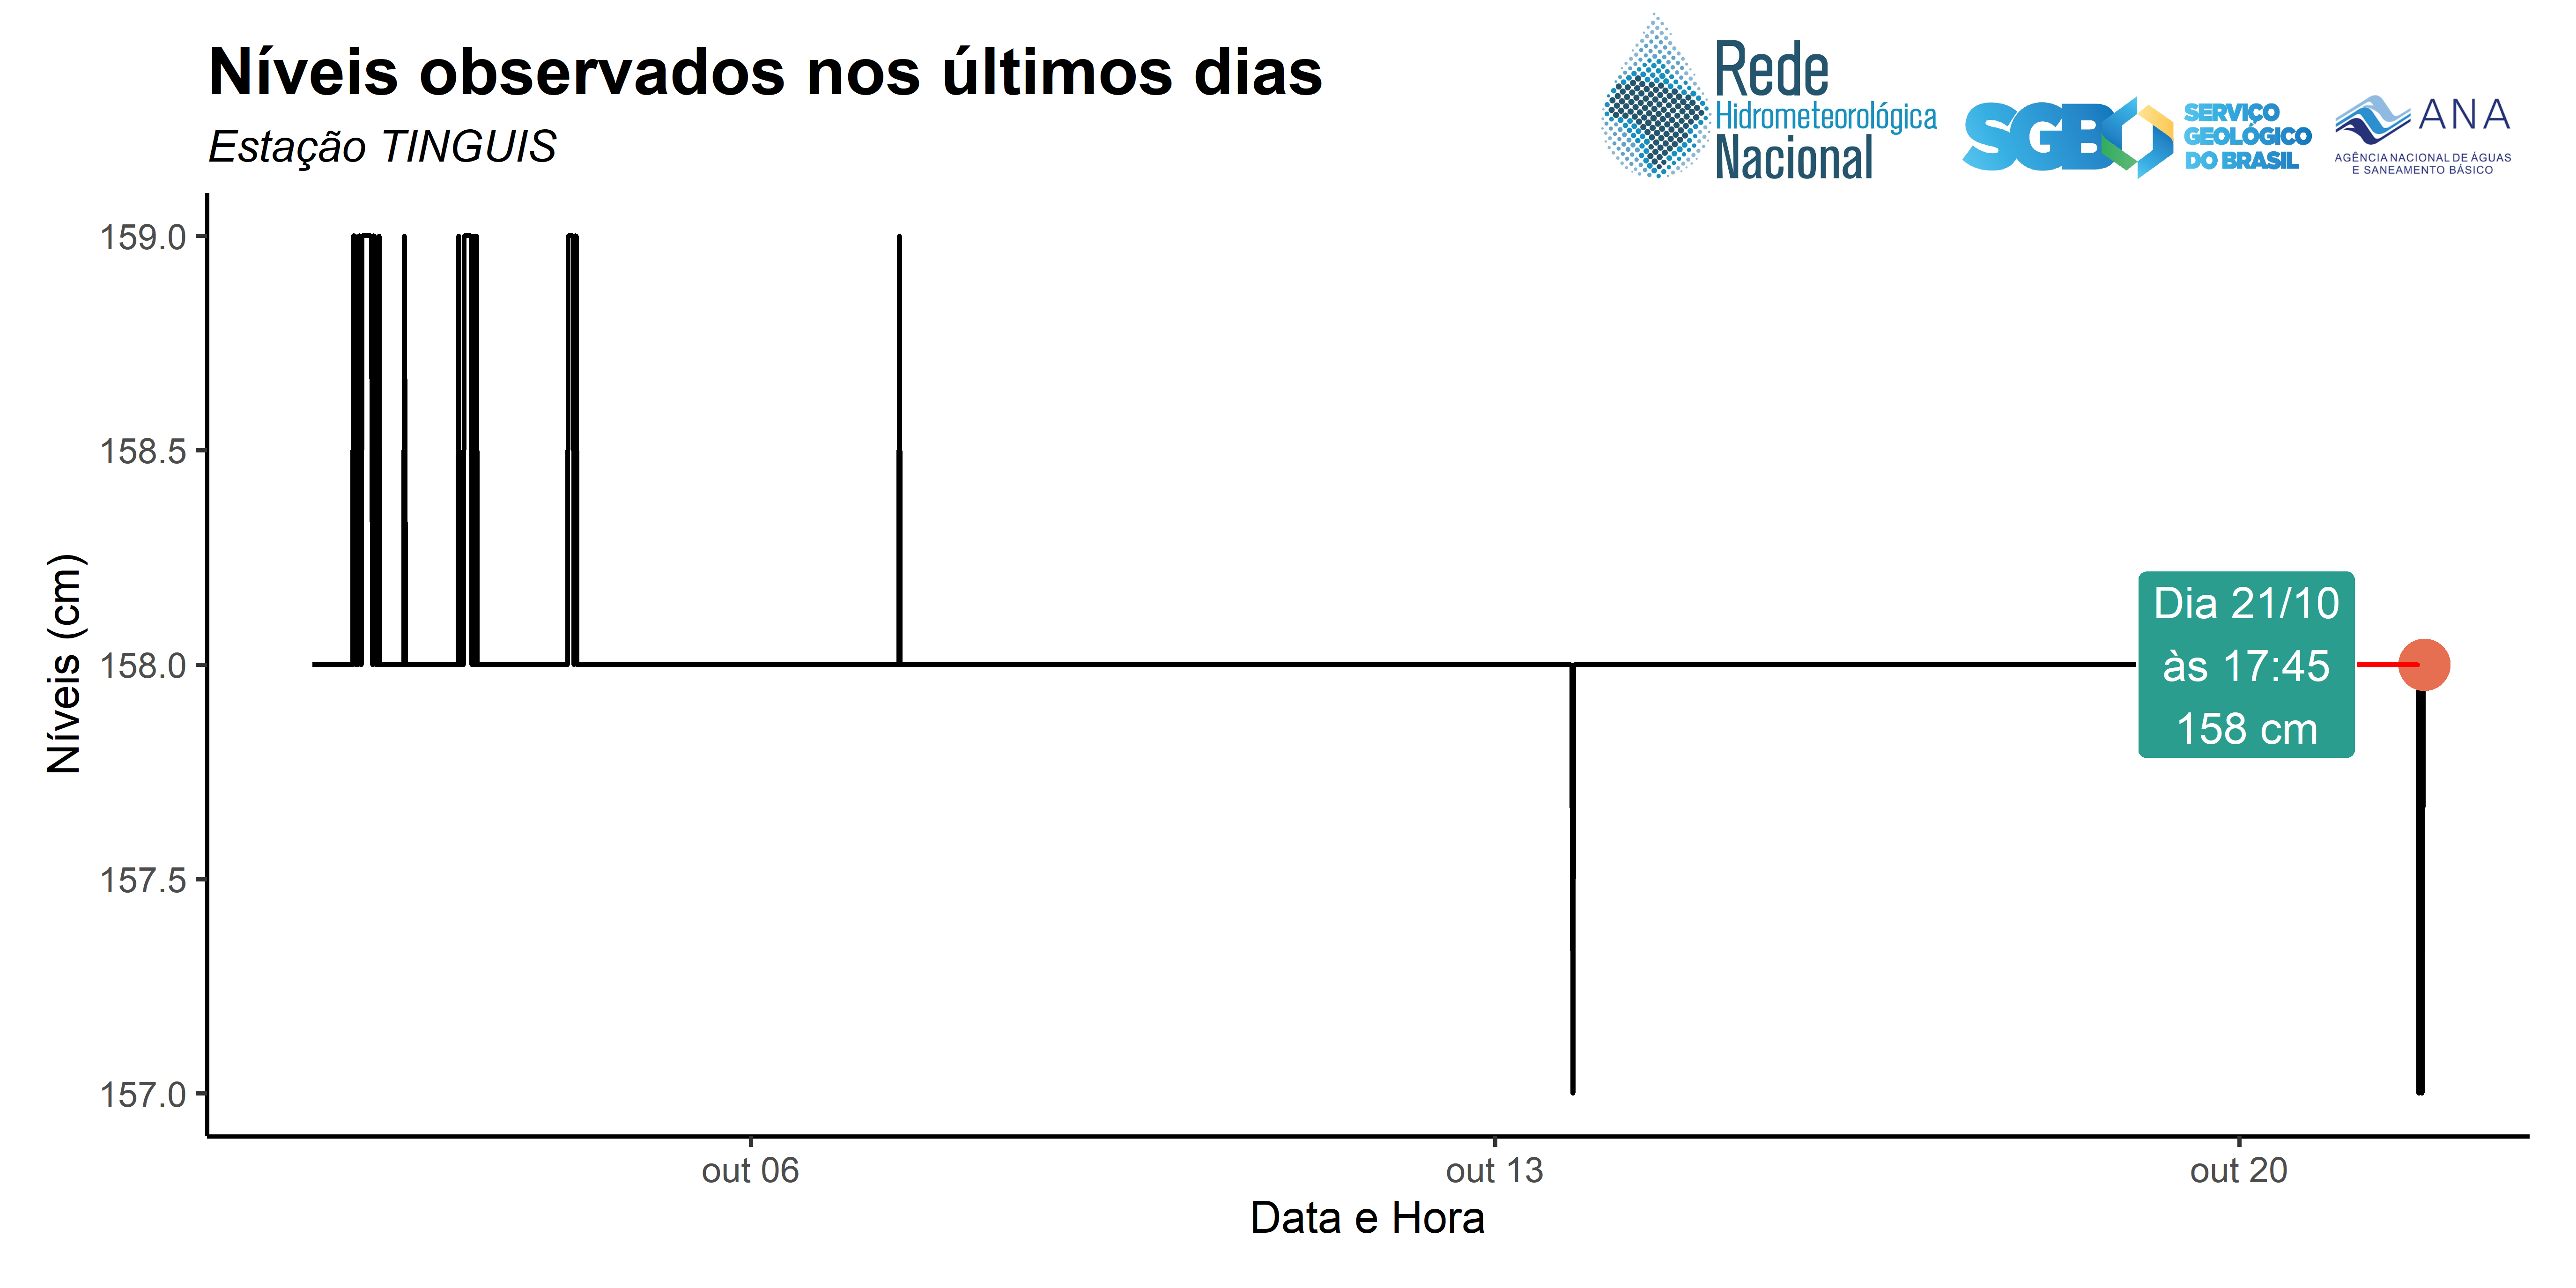 Níveis observados nos últimos dias
Estação TINGUIS
Rede
Hidrometeorológica
Nacional
SGB
SERVIÇO
GEOLÓGICO
DO BRASIL
ANA
AGÊNCIA NACIONAL DE ÁGUAS
E SANEAMENTO BÁSICO
Níveis (cm)
159.0
158.5
158.0
157.5
157.0
Dia 21/10
às 17:45
158 cm
out 06
out 13
out 20
Data e Hora